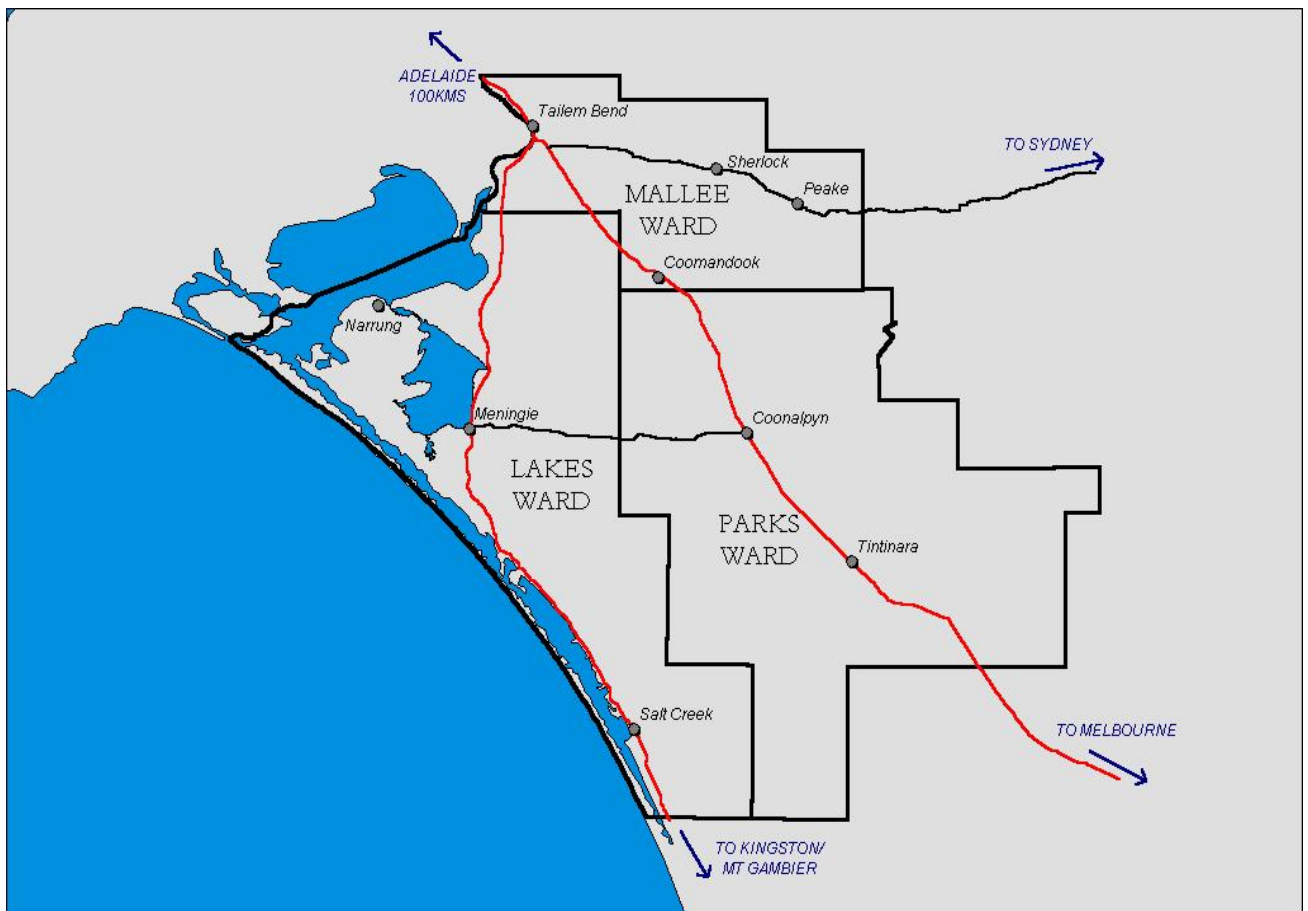 ADELAIDE
100KMS
Tailem Bend
TO SYDNEY
Sherlock
Peake
MALLEE
WARD
Coomandook
Narrung
Meningie
Coonalpyn
LAKES
WARD
PARKS
WARD
Tintinara
Salt Creek
TO MELBOURNE
TO KINGSTON/
MT GAMBIER